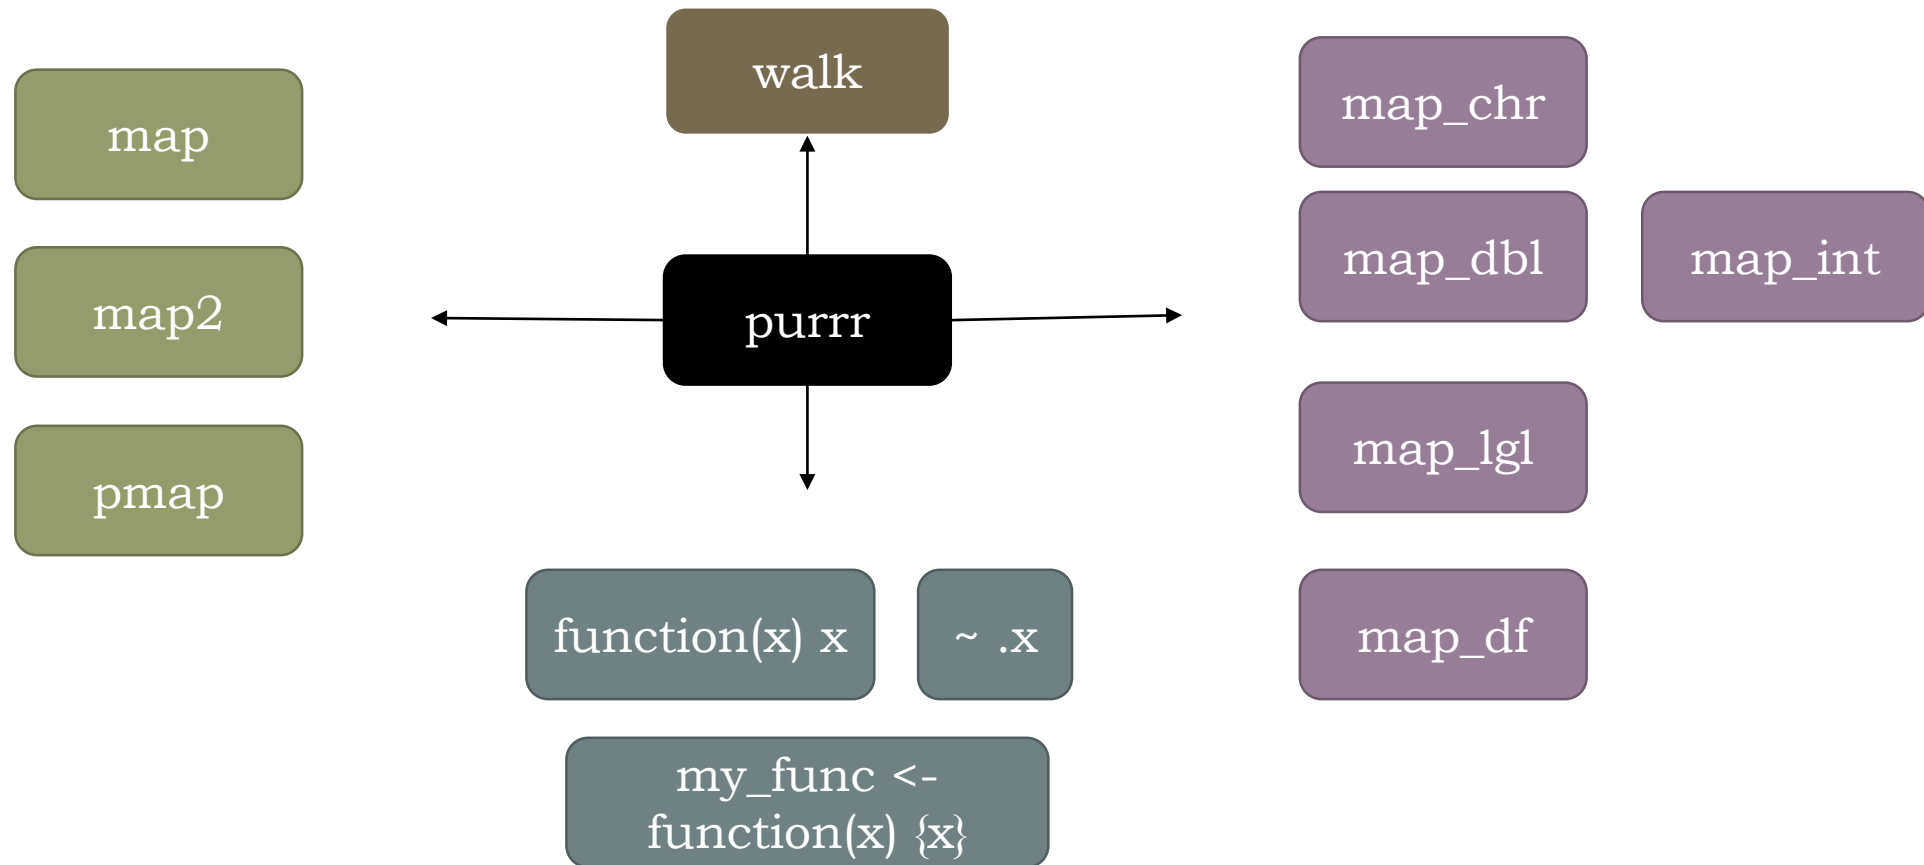 walk
map
map_chr
map2
purrr
map_dbl
map_int
pmap
map_lgl
function(x) x
~ .x
map_df
my_func <-
function(x) {x}